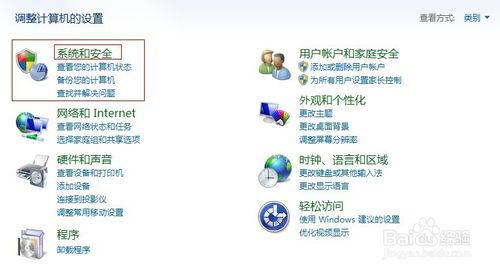 调整计算机的设置
查看方式: 类别
系统和安全
查看您的计算机状态
备份您的计算机
查找并解决问题
网络和 Internet
查看网络状态和任务
选择家庭组和共享选项
硬件和声音
查看设备和打印机
添加设备
连接到投影仪
调整常用移动设置
程序
卸载程序
用户帐户和家庭安全
添加或删除用户帐户
为所有用户设置家长控制
外观和个性化
更改主题
更改桌面背景
调整屏幕分辨率
时钟、语言和区域
更改键盘或其他输入法
更改显示语言
轻松访问
使用 Windows 建议的设置
优化视频显示
Baidu 经验
jingyan.baidu.com